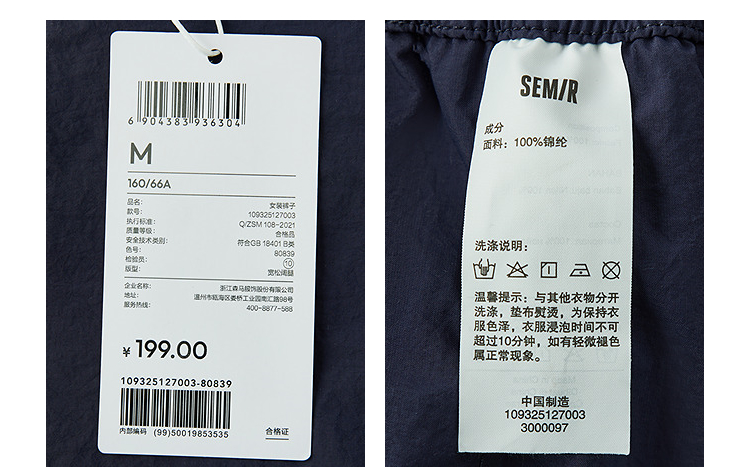 6 904383 936304
M
160/66A
品名: 女装裤子
款号: 109325127003
执行标准: Q/ZSM 108-2021
质量等级: 合格品
安全技术类别: 符合GB 18401 B类
色号: 80839
检验员: 10
版型: 宽松阔腿
企业名称: 浙江森马服饰股份有限公司
地址: 温州市瓯海区娄桥工业园南汇路98号
服务热线: 400-8877-588
¥ 199.00
109325127003-80839
内部编码 (99)50019853535
合格证
SEMIR
成分
面料: 100%锦纶
洗涤说明:
温馨提示: 与其他衣物分开
洗涤, 垫布熨烫, 为保持衣
服色泽, 衣服浸泡时间不可
超过10分钟, 如有轻微褪色
属正常现象。
中国制造
109325127003
3000097